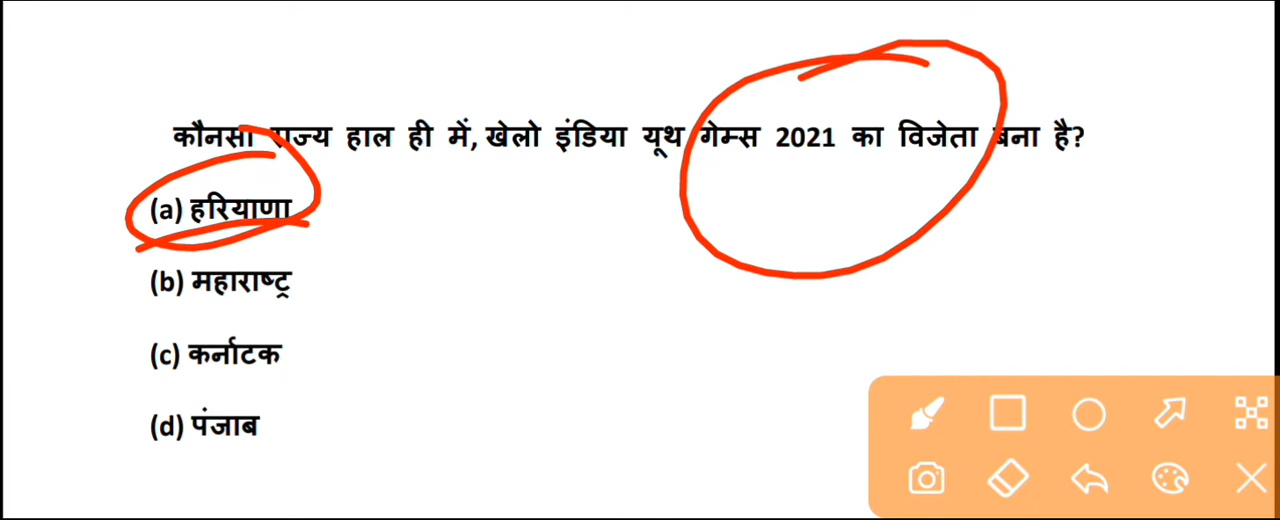 कौनसा राज्य हाल ही में, खेलो इंडिया यूथ गेम्स 2021 का विजेता बना है?
(a) हरियाणा
(b) महाराष्ट्र
(c) कर्नाटक
(d) पंजाब